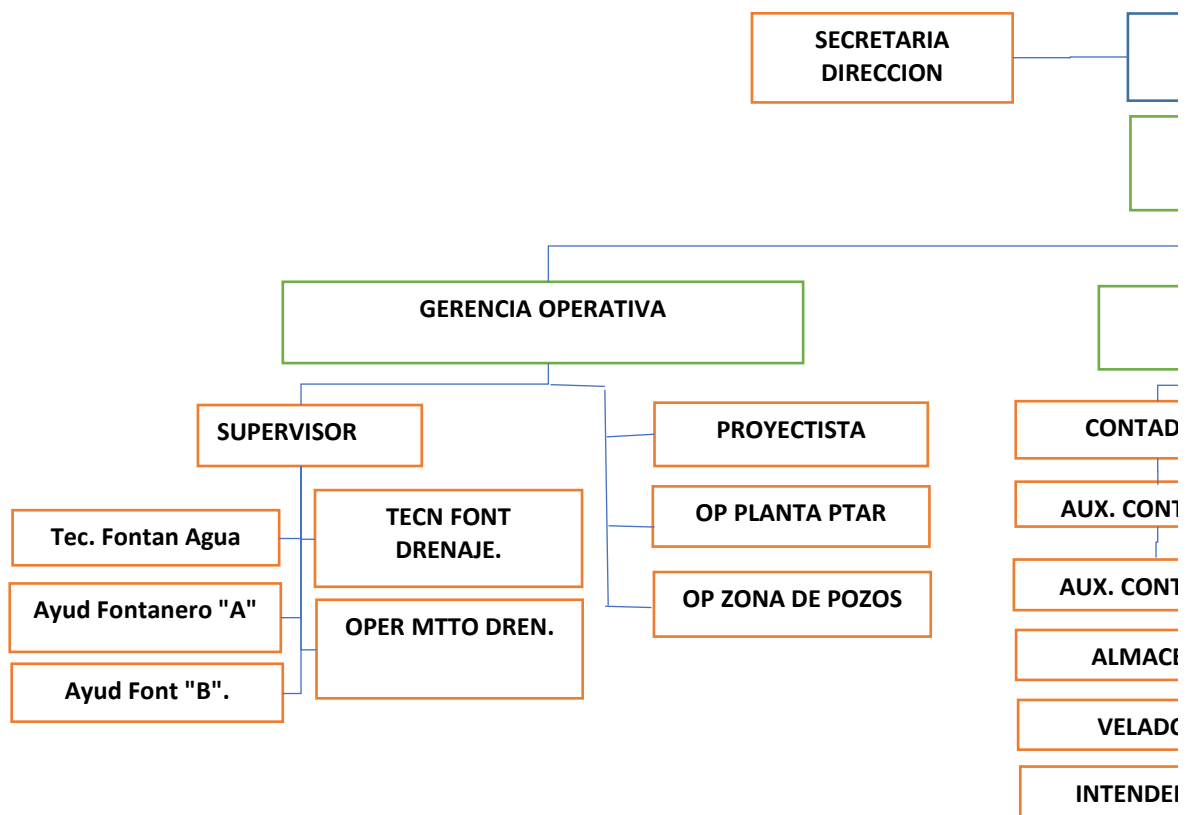 SECRETARIA
DIRECCION
GERENCIA OPERATIVA
SUPERVISOR
PROYECTISTA
CONTAD
Tec. Fontan Agua
TECN FONT
DRENAJE.
OP PLANTA PTAR
AUX. CONT
Ayud Fontanero "A"
OPER MTTO DREN.
OP ZONA DE POZOS
AUX. CONT
Ayud Font "B".
ALMACE
VELADO
INTENDE